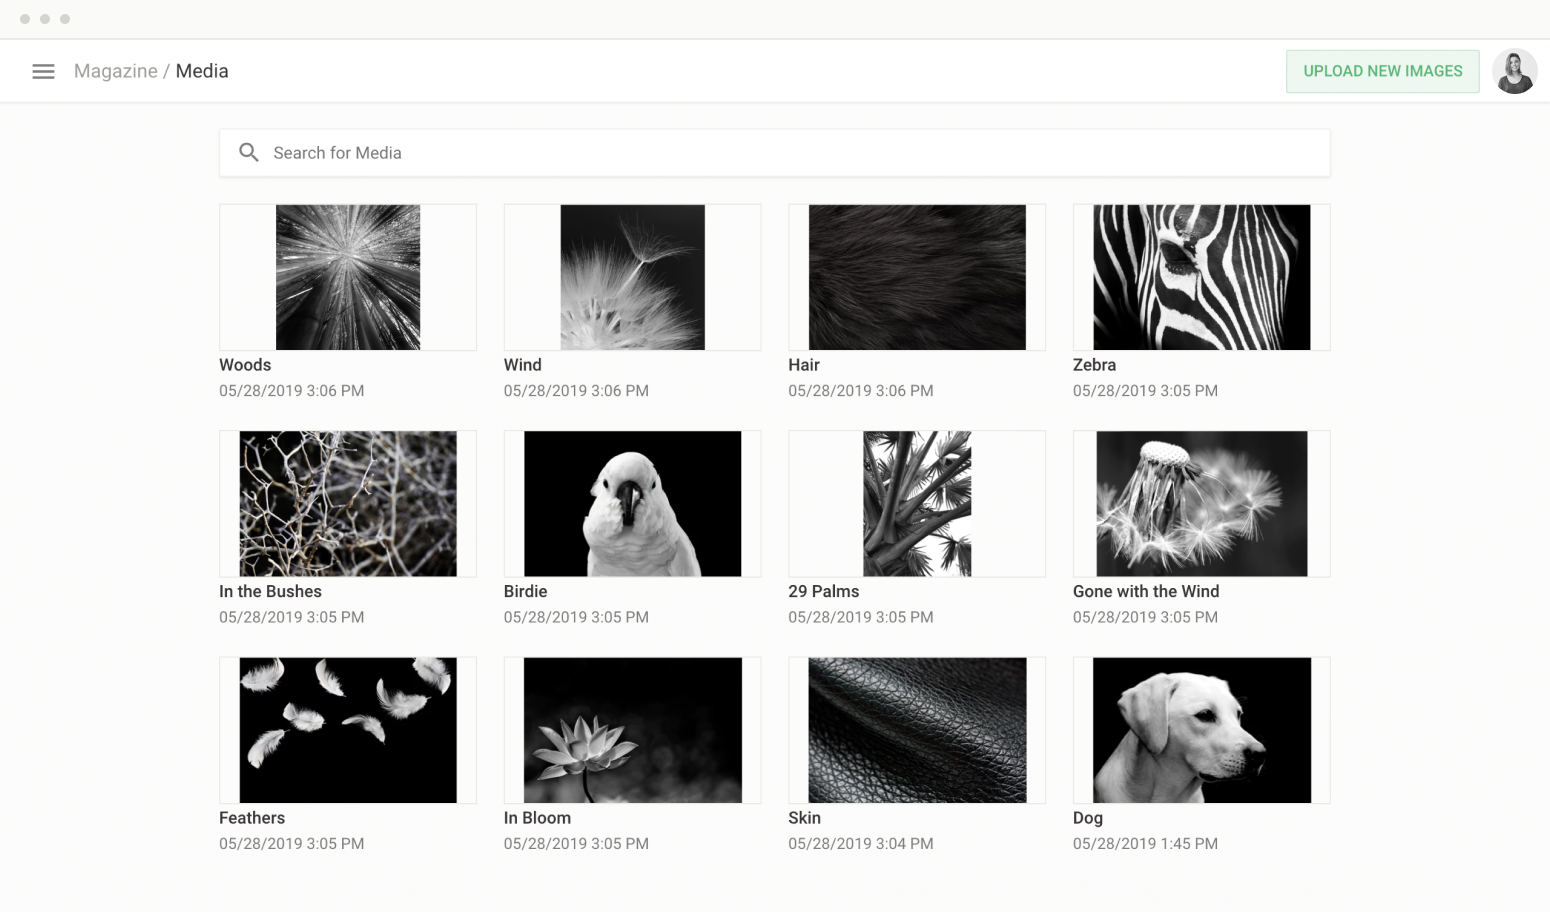 Magazine / Media
UPLOAD NEW IMAGES
Search for Media
Woods
05/28/2019 3:06 PM
Wind
05/28/2019 3:06 PM
Hair
05/28/2019 3:06 PM
Zebra
05/28/2019 3:05 PM
In the Bushes
05/28/2019 3:05 PM
Birdie
05/28/2019 3:05 PM
29 Palms
05/28/2019 3:05 PM
Gone with the Wind
05/28/2019 3:05 PM
Feathers
05/28/2019 3:05 PM
In Bloom
05/28/2019 3:05 PM
Skin
05/28/2019 3:04 PM
Dog
05/28/2019 1:45 PM